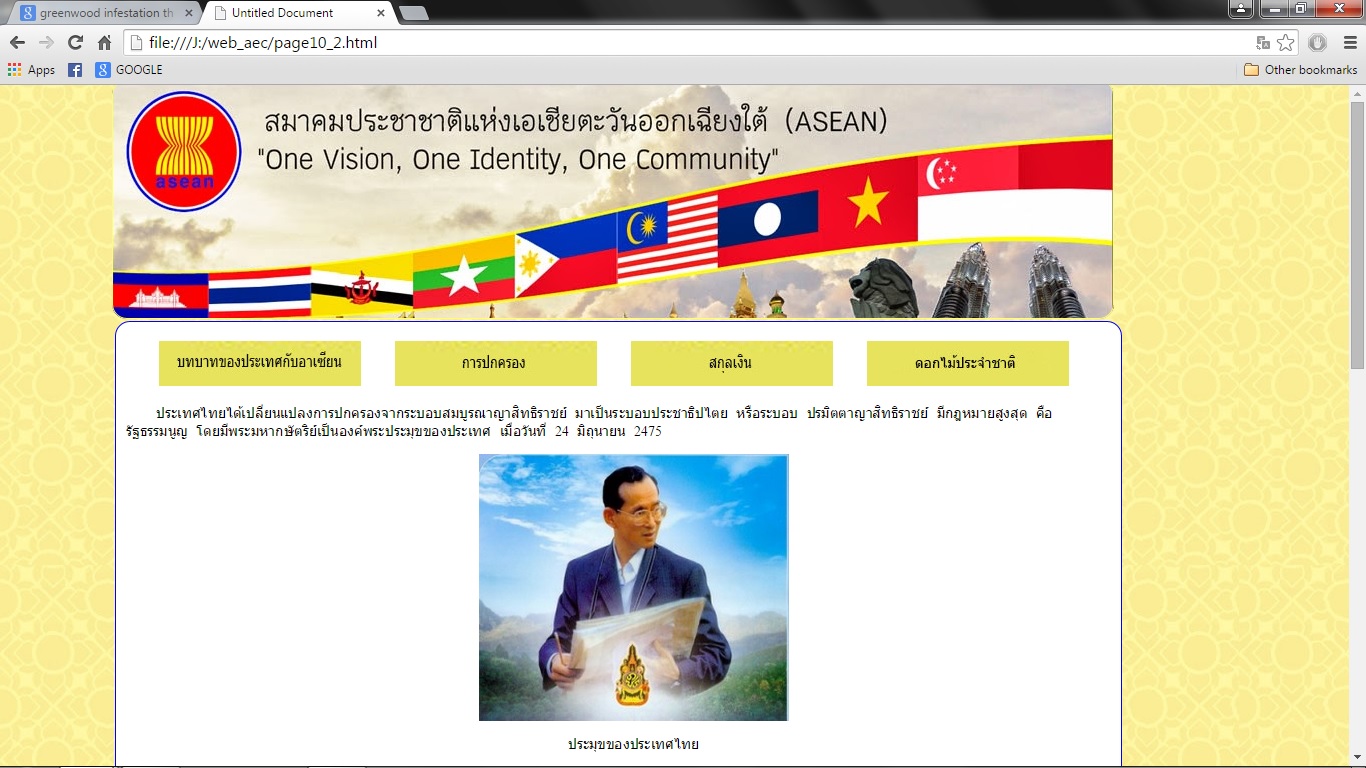 greenwood infestation th
Untitled Document
file:///J:/web_aec/page10_2.html
Apps
GOOGLE
Other bookmarks
สมาคมประชาชาติแห่งเอเชียตะวันออกเฉียงใต้ (ASEAN)
"One Vision, One Identity, One Community"
asean
บทบาทของประเทศกับอาเซียน
การปกครอง
สกุลเงิน
ดอกไม้ประจำชาติ
ประเทศไทยได้เปลี่ยนแปลงการปกครองจากระบอบสมบูรณาญาสิทธิราชย์ มาเป็นระบอบประชาธิปไตย หรือระบอบ ปรมิตตาญาสิทธิราชย์ มีกฎหมายสูงสุด คือ
รัฐธรรมนูญ โดยมีพระมหากษัตริย์เป็นองค์พระประมุขของประเทศ เมื่อวันที่ 24 มิถุนายน 2475
ประมุขของประเทศไทย